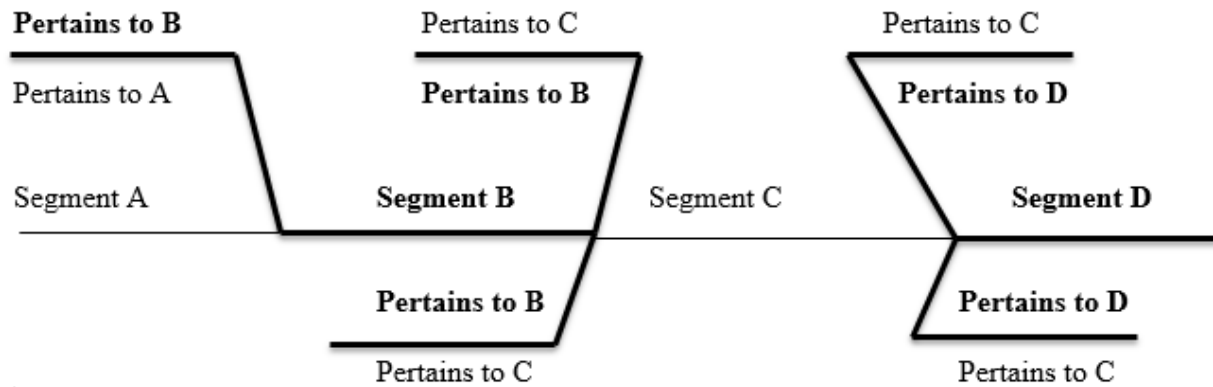 Pertains to B
Pertains to C
Pertains to C
Pertains to A
Pertains to B
Pertains to D
Segment A
Segment B
Segment C
Segment D
Pertains to B
Pertains to D
Pertains to C
Pertains to C